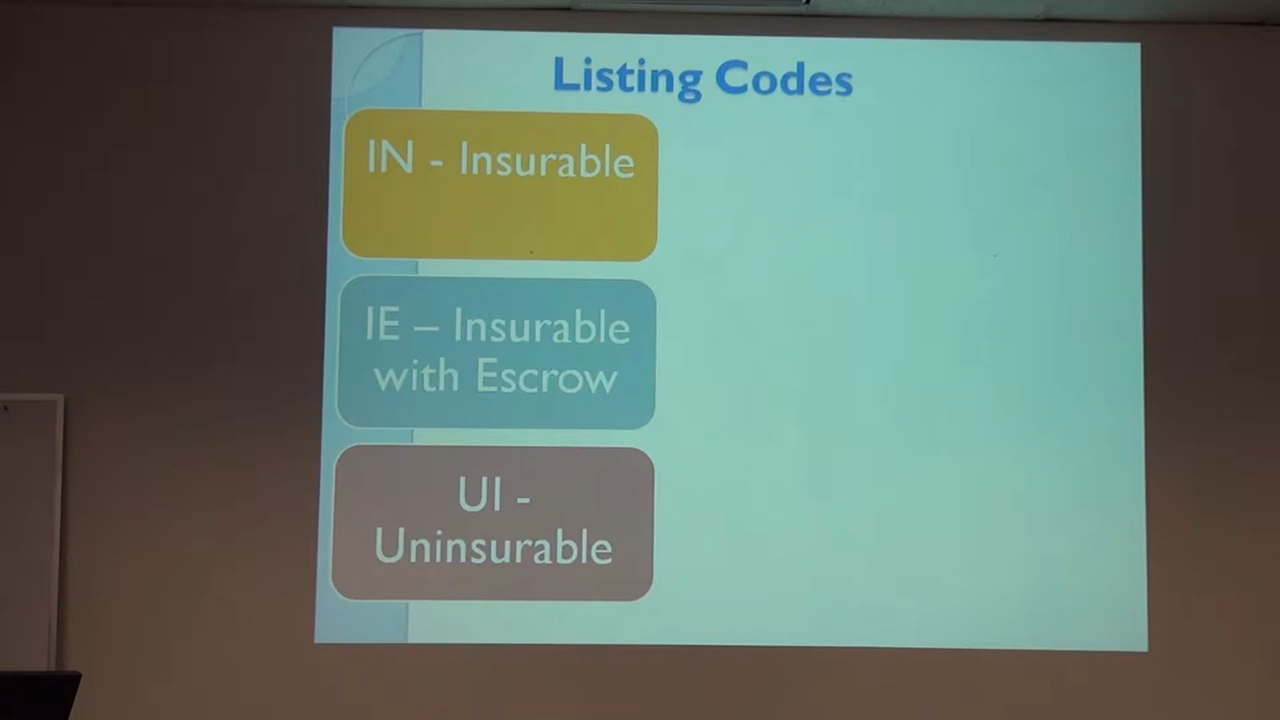 Listing Codes
IN - Insurable
IE – Insurable
with Escrow
UI -
Uninsurable